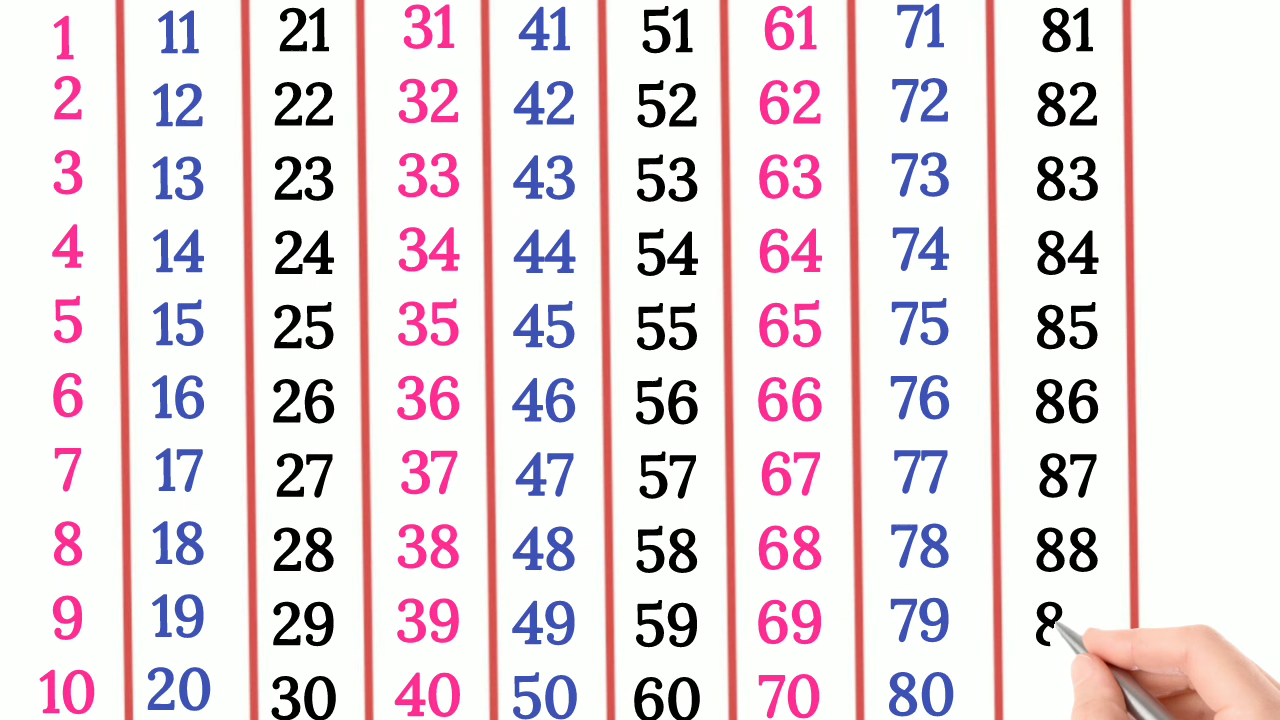 1 11 21 31 41 51 61 71 81
2 12 22 32 42 52 62 72 82
3 13 23 33 43 53 63 73 83
4 14 24 34 44 54 64 74 84
5 15 25 35 45 55 65 75 85
6 16 26 36 46 56 66 76 86
7 17 27 37 47 57 67 77 87
8 18 28 38 48 58 68 78 88
9 19 29 39 49 59 69 79 8
10 20 30 40 50 60 70 80